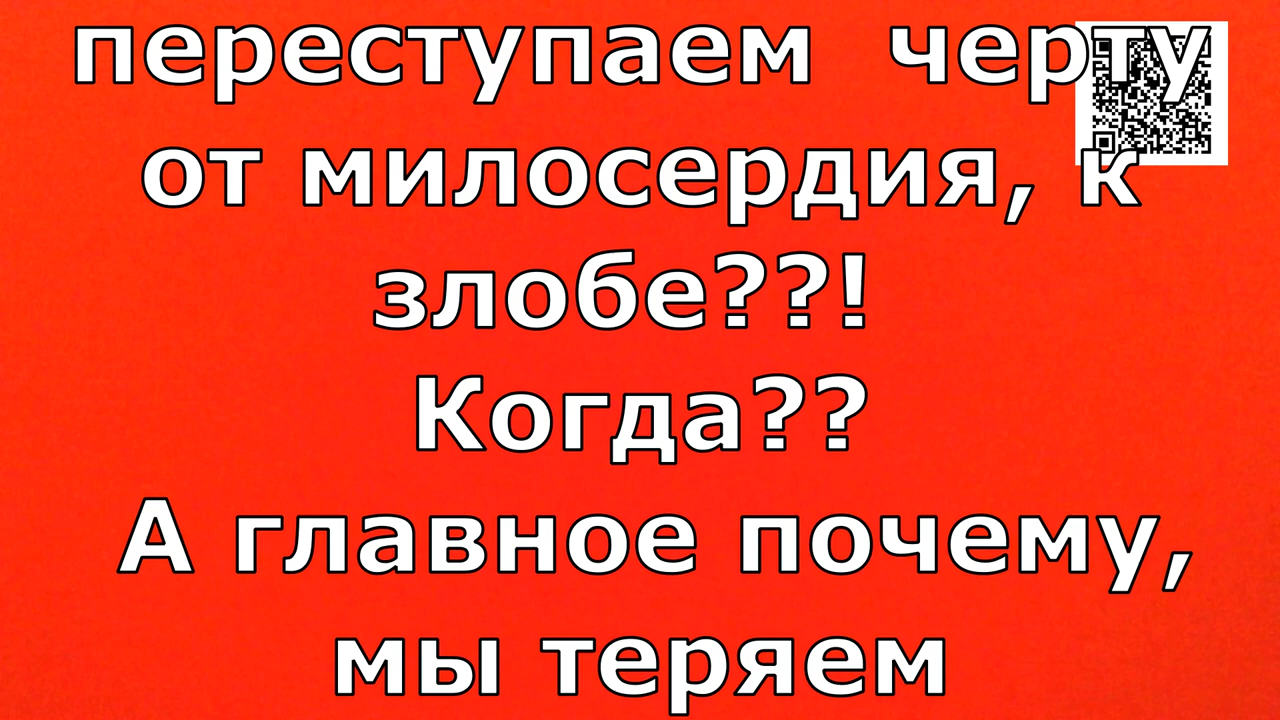 переступаем черту
от милосердия, к
злобе??!
Когда??
А главное почему,
мы теряем